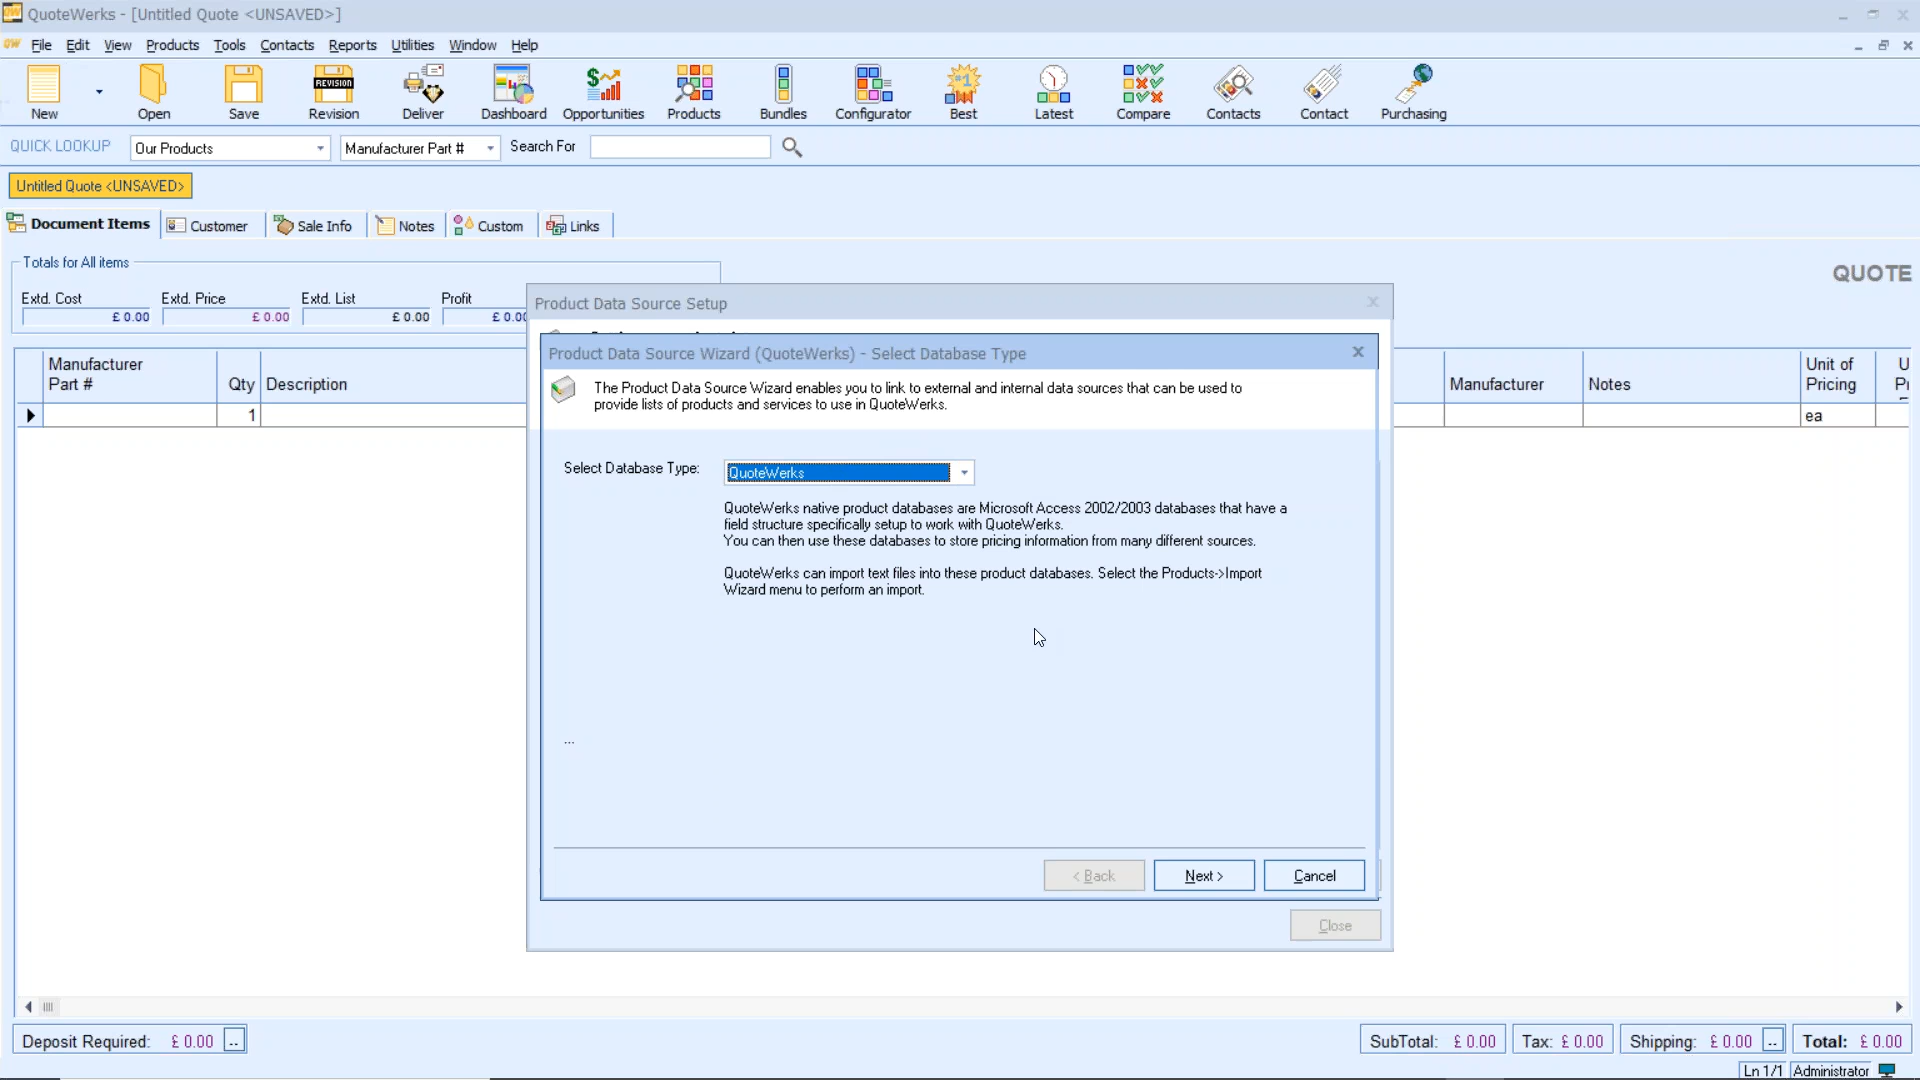 QuoteWerks - [Untitled Quote <UNSAVED>]
File Edit View Products Tools Contacts Reports Utilities Window Help
REVISION
#1
New Open Save Revision Deliver Dashboard Opportunities Products Bundles Configurator Best Latest Compare Contacts Contact Purchasing
QUICK LOOKUP Our Products Manufacturer Part # Search For
Untitled Quote <UNSAVED>
Document Items Customer Sale Info Notes Custom Links
Totals for All items
QUOTE
Extd. Cost Extd. Price Extd. List Profit
£ 0.00 £ 0.00 £ 0.00 £ 0.00
Product Data Source Setup
Product Data Source Wizard (QuoteWerks) - Select Database Type
The Product Data Source Wizard enables you to link to external and internal data sources that can be used to
provide lists of products and services to use in QuoteWerks.
Manufacturer
Part # Qty Description Manufacturer Notes
Unit of
Pricing
1 ea
Select Database Type: QuoteWerks
QuoteWerks native product databases are Microsoft Access 2002/2003 databases that have a
field structure specifically setup to work with QuoteWerks.
You can then use these databases to store pricing information from many different sources.
QuoteWerks can import text files into these product databases. Select the Products->Import
Wizard menu to perform an import.
...
< Back Next > Cancel
Close
Deposit Required: £ 0.00 .. SubTotal: £ 0.00 Tax: £ 0.00 Shipping: £ 0.00 .. Total: £ 0.00
Ln 1/1 Administrator